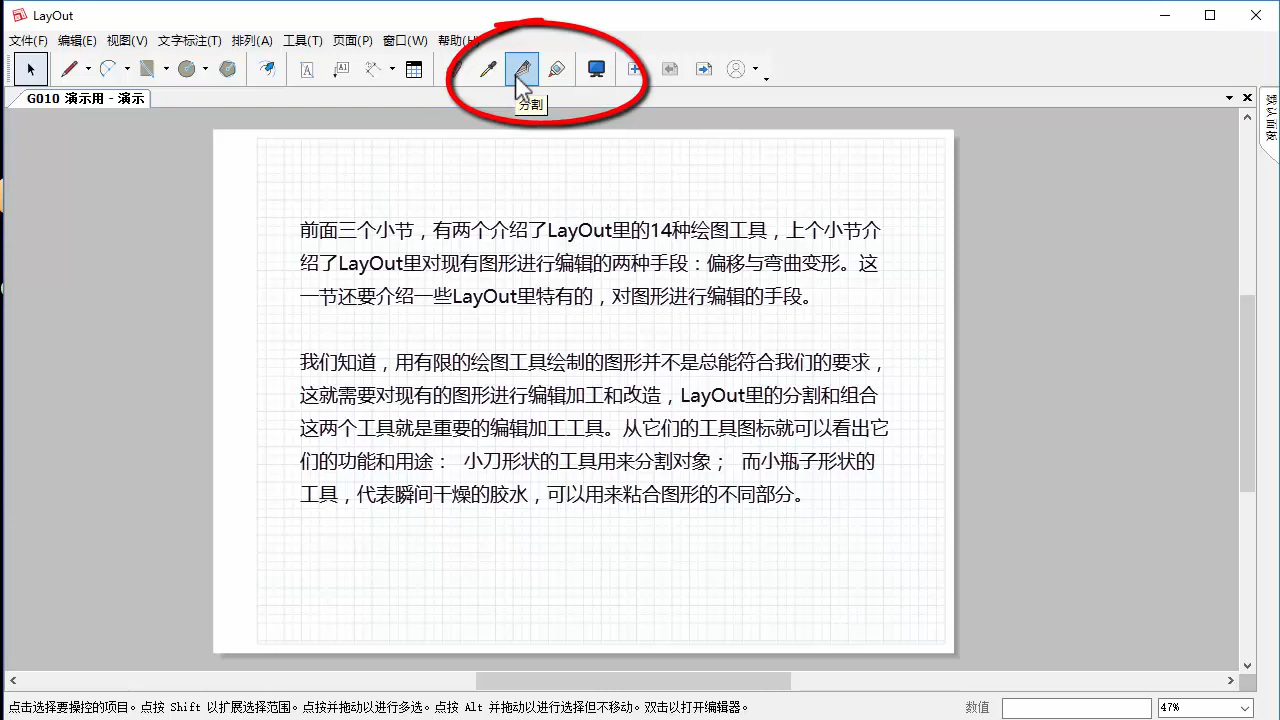 LayOut
文件(F) 编辑(E) 视图(V) 文字标注(T) 排列(A) 工具(T) 页面(P) 窗口(W) 帮助(H
G010 演示用 - 演示
分割
默认面板
前面三个小节，有两个介绍了LayOut里的14种绘图工具，上个小节介
绍了LayOut里对现有图形进行编辑的两种手段：偏移与弯曲变形。这
一节还要介绍一些LayOut里特有的，对图形进行编辑的手段。
我们知道，用有限的绘图工具绘制的图形并不是总能符合我们的要求，
这就需要对现有的图形进行编辑加工和改造，LayOut里的分割和组合
这两个工具就是重要的编辑加工工具。从它们的工具图标就可以看出它
们的功能和用途： 小刀形状的工具用来分割对象； 而小瓶子形状的
工具，代表瞬间干燥的胶水，可以用来粘合图形的不同部分。
点击选择要操控的项目。点按 Shift 以扩展选择范围。点按并拖动以进行多选。点按 Alt 并拖动以进行选择但不移动。双击以打开编辑器。 数值 47%